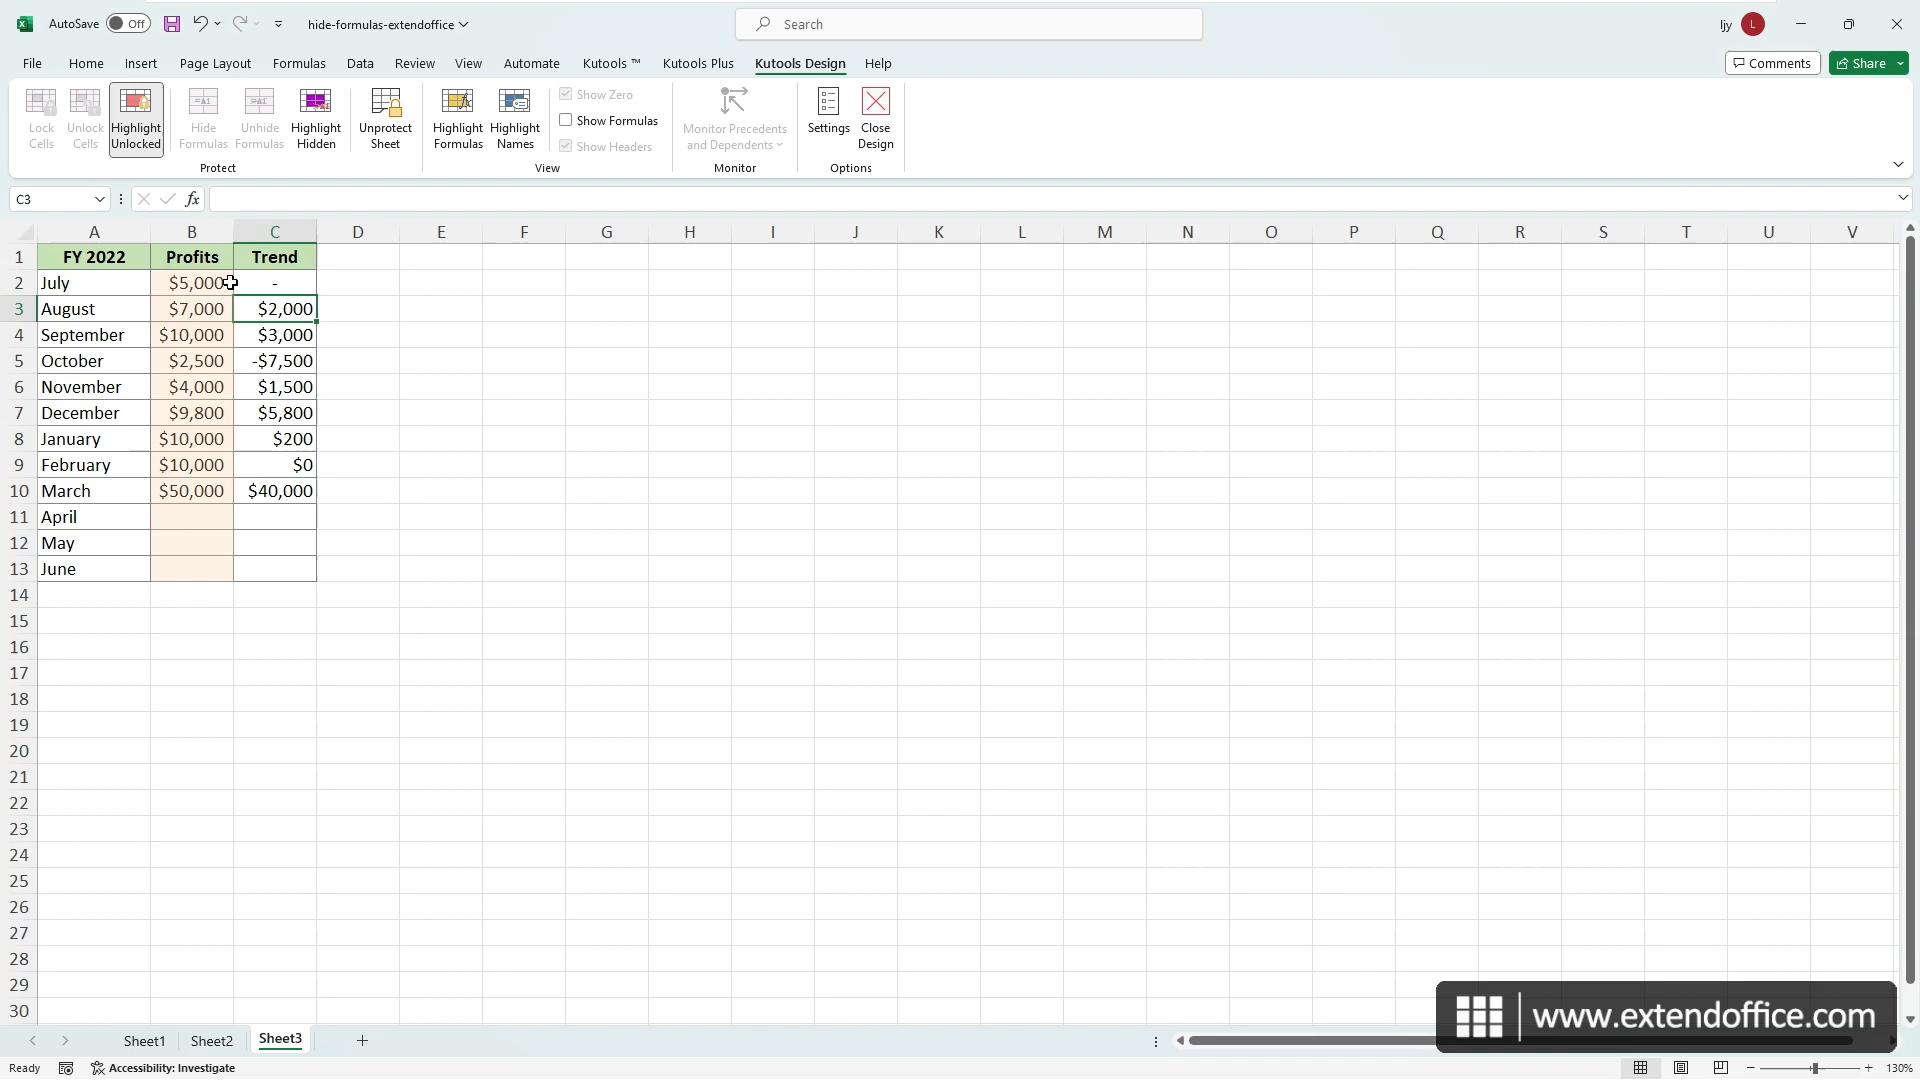 AutoSave Off hide-formulas-extendoffice Search ljy L
File Home Insert Page Layout Formulas Data Review View Automate Kutools ™ Kutools Plus Kutools Design Help Comments Share
Lock Cells
Unlock Cells
Highlight Unlocked
Hide Formulas
Unhide Formulas
Highlight Hidden
Unprotect Sheet
Highlight Formulas
Highlight Names
Show Zero
Show Formulas
Show Headers
Monitor Precedents and Dependents
Settings
Close Design
Protect View Monitor Options
C3 fx
A B C D E F G H I J K L M N O P Q R S T U V
1 FY 2022 Profits Trend
2 July $5,000 -
3 August $7,000 $2,000
4 September $10,000 $3,000
5 October $2,500 -$7,500
6 November $4,000 $1,500
7 December $9,800 $5,800
8 January $10,000 $200
9 February $10,000 $0
10 March $50,000 $40,000
11 April
12 May
13 June
14
15
16
17
18
19
20
21
22
23
24
25
26
27
28
29
30
www.extendoffice.com
Sheet1 Sheet2 Sheet3
Ready Accessibility: Investigate 130%